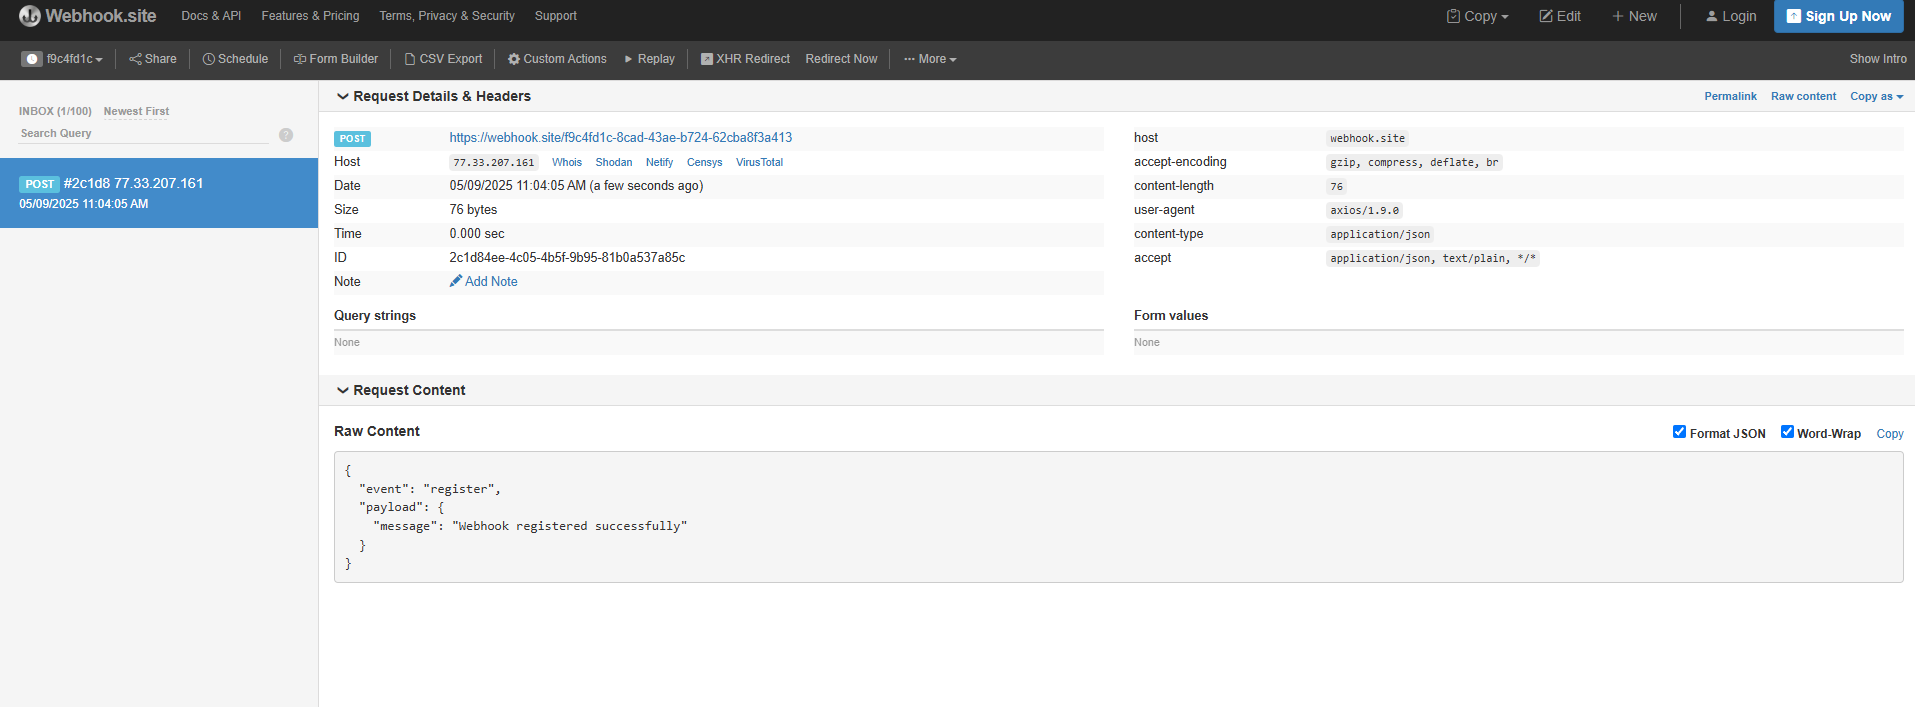 Webhook.site Docs & API Features & Pricing Terms, Privacy & Security Support Copy Edit New Login Sign Up Now
f9c4fd1c Share Schedule Form Builder CSV Export Custom Actions Replay XHR Redirect Redirect Now More Show Intro
INBOX (1/100) Newest First
Search Query ?
POST #2c1d8 77.33.207.161
05/09/2025 11:04:05 AM
Request Details & Headers Permalink Raw content Copy as
POST https://webhook.site/f9c4fd1c-8cad-43ae-b724-62cba8f3a413
Host 77.33.207.161 Whois Shodan Netify Censys VirusTotal
Date 05/09/2025 11:04:05 AM (a few seconds ago)
Size 76 bytes
Time 0.000 sec
ID 2c1d84ee-4c05-4b5f-9b95-81b0a537a85c
Note Add Note
host webhook.site
accept-encoding gzip, compress, deflate, br
content-length 76
user-agent axios/1.9.0
content-type application/json
accept application/json, text/plain, */*
Query strings
None
Form values
None
Request Content
Raw Content Format JSON Word-Wrap Copy
{
"event": "register",
"payload": {
"message": "Webhook registered successfully"
}
}